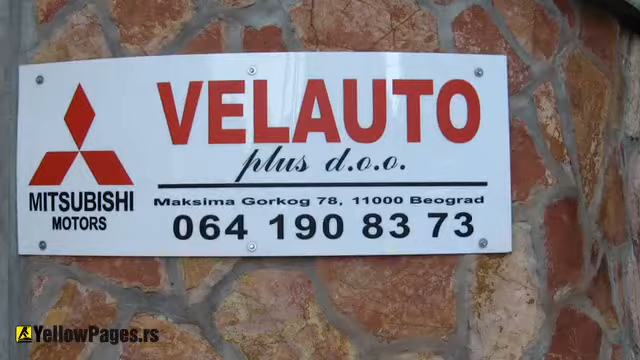 VELAUTO
plus d.o.o.
MITSUBISHI
MOTORS
Maksima Gorkog 78, 11000 Beograd
064 190 83 73
YellowPages.rs